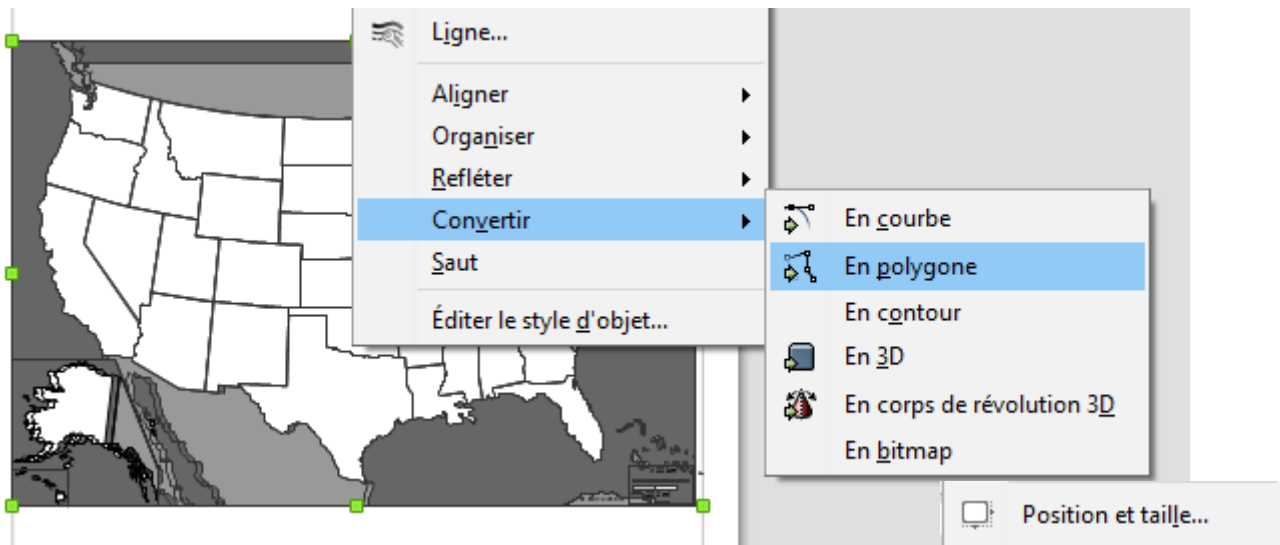 Ligne...
Aligner
Organiser
Refléter
Convertir
Saut
Éditer le style d'objet...
En courbe
En polygone
En contour
En 3D
En corps de révolution 3D
En bitmap
Position et taille...